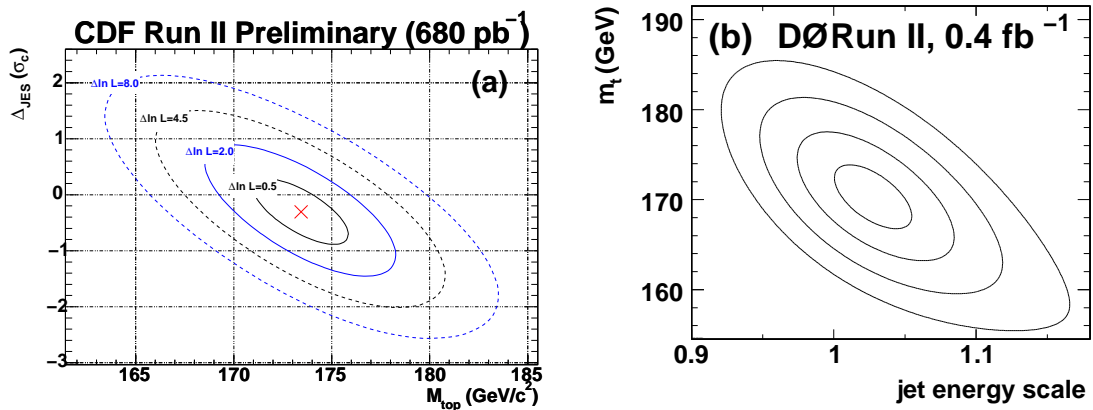 CDF Run II Preliminary (680 pb⁻¹)
(a)
Δ_JES (σ_c)
2
1
0
−1
−2
−3
Δln L=8.0
Δln L=4.5
Δln L=2.0
Δln L=0.5
165 170 175 180 185
M_top (GeV/c²)
(b) DØ Run II, 0.4 fb⁻¹
m_t (GeV)
190
180
170
160
0.9 1 1.1
jet energy scale